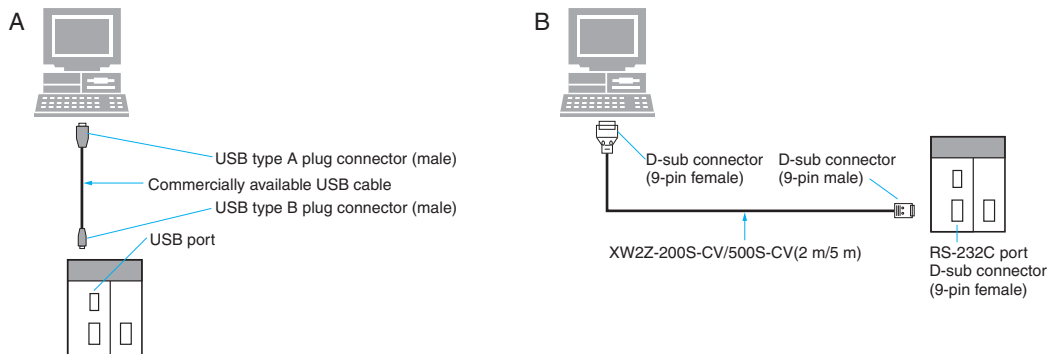 A
USB type A plug connector (male)
Commercially available USB cable
USB type B plug connector (male)
USB port
B
D-sub connector
(9-pin female)
D-sub connector
(9-pin male)
XW2Z-200S-CV/500S-CV(2 m/5 m)
RS-232C port
D-sub connector
(9-pin female)